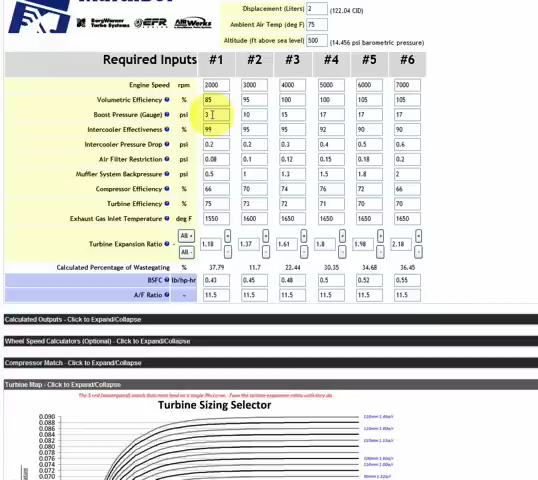 BorgWarner Turbo Systems EFR AirWerks
Displacement (Liters) 2 (122.04 CID)
Ambient Air Temp (deg F) 75
Altitude (ft above sea level) 500 (14.456 psi barometric pressure)
Required Inputs #1 #2 #3 #4 #5 #6
Engine Speed rpm 2000 3000 4000 5000 6000 7000
Volumetric Efficiency % 85 95 100 100 105 105
Boost Pressure (Gauge) psi 3 10 15 17 17 17
Intercooler Effectiveness % 99 95 95 92 90 90
Intercooler Pressure Drop psi 0.2 0.2 0.3 0.4 0.5 0.6
Air Filter Restriction psi 0.08 0.1 0.12 0.15 0.18 0.2
Muffler System Backpressure psi 0.5 1 1.3 1.5 1.8 2
Compressor Efficiency % 66 70 74 76 72 66
Turbine Efficiency % 75 73 72 71 70 70
Exhaust Gas Inlet Temperature deg F 1550 1600 1650 1650 1650 1650
Turbine Expansion Ratio - All + All - 1.18 1.37 1.61 1.8 1.98 2.18
Calculated Percentage of Wastegating % 37.79 11.7 22.44 30.35 34.68 36.45
BSFC lb/hp-hr 0.43 0.45 0.48 0.5 0.52 0.55
A/F Ratio - 11.5 11.5 11.5 11.5 11.5 11.5
Calculated Outputs - Click to Expand/Collapse
Wheel Speed Calculators (Optional) - Click to Expand/Collapse
Compressor Match - Click to Expand/Collapse
Turbine Map - Click to Expand/Collapse
Turbine Sizing Selector
0.090
0.088
0.086
0.084
0.082
0.080
0.078
0.076
0.074
0.072
0.070